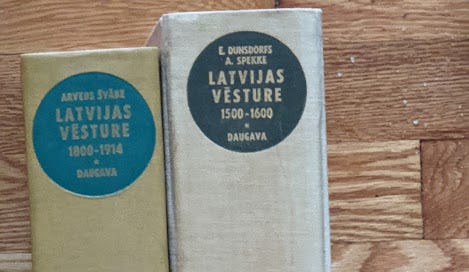 ARVEDS ŠVĀBE
LATVIJAS
VĒSTURE
1800-1914
DAUGAVA
E. DUNSDORFS
A. SPEKKE
LATVIJAS
VĒSTURE
1500-1600
DAUGAVA